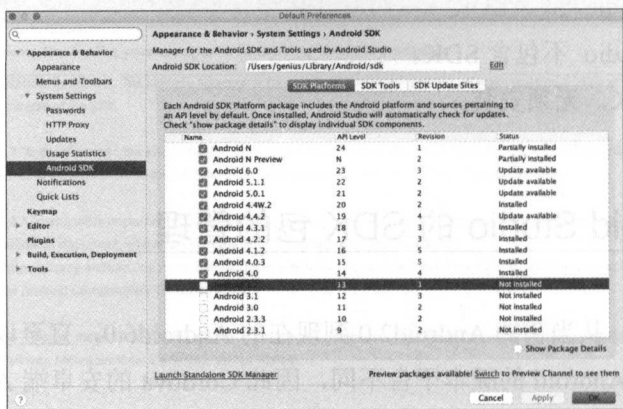 Default Preferences
Appearance & Behavior › System Settings › Android SDK
Manager for the Android SDK and Tools used by Android Studio
Android SDK Location: /Users/genius/Library/Android/sdk Edit
SDK Platforms SDK Tools SDK Update Sites
Each Android SDK Platform package includes the Android platform and sources pertaining to
an API level by default. Once installed, Android Studio will automatically check for updates.
Check "show package details" to display individual SDK components.
Name API Level Revision Status
Android N 24 1 Partially installed
Android N Preview N 2 Partially installed
Android 6.0 23 3 Update available
Android 5.1.1 22 2 Update available
Android 5.0.1 21 2 Update available
Android 4.4W.2 20 2 Installed
Android 4.4.2 19 4 Update available
Android 4.3.1 18 3 Installed
Android 4.2.2 17 3 Installed
Android 4.1.2 16 5 Installed
Android 4.0.3 15 5 Installed
Android 4.0 14 4 Installed
13 1 Not installed
Android 3.1 12 3 Not installed
Android 3.0 11 2 Not installed
Android 2.3.3 10 2 Not installed
Android 2.3.1 9 2 Not installed
Show Package Details
Launch Standalone SDK Manager
Preview packages available! Switch to Preview Channel to see them
Cancel Apply OK
Appearance & Behavior
Appearance
Menus and Toolbars
System Settings
Passwords
HTTP Proxy
Updates
Usage Statistics
Android SDK
Notifications
Quick Lists
Keymap
Editor
Plugins
Build, Execution, Deployment
Tools
?